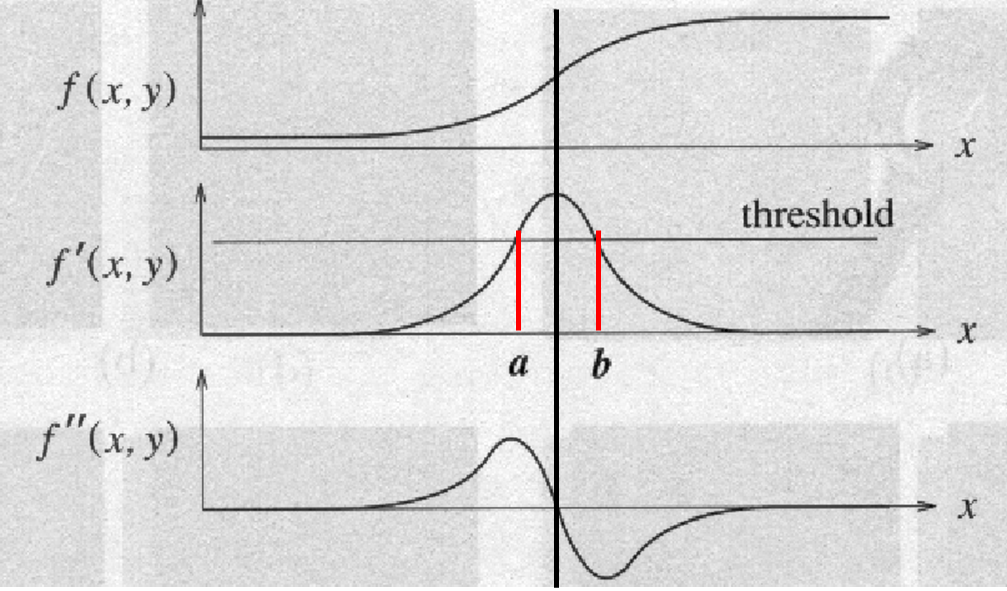 f(x, y)
x
threshold
f′(x, y)
x
a b
f″(x, y)
x